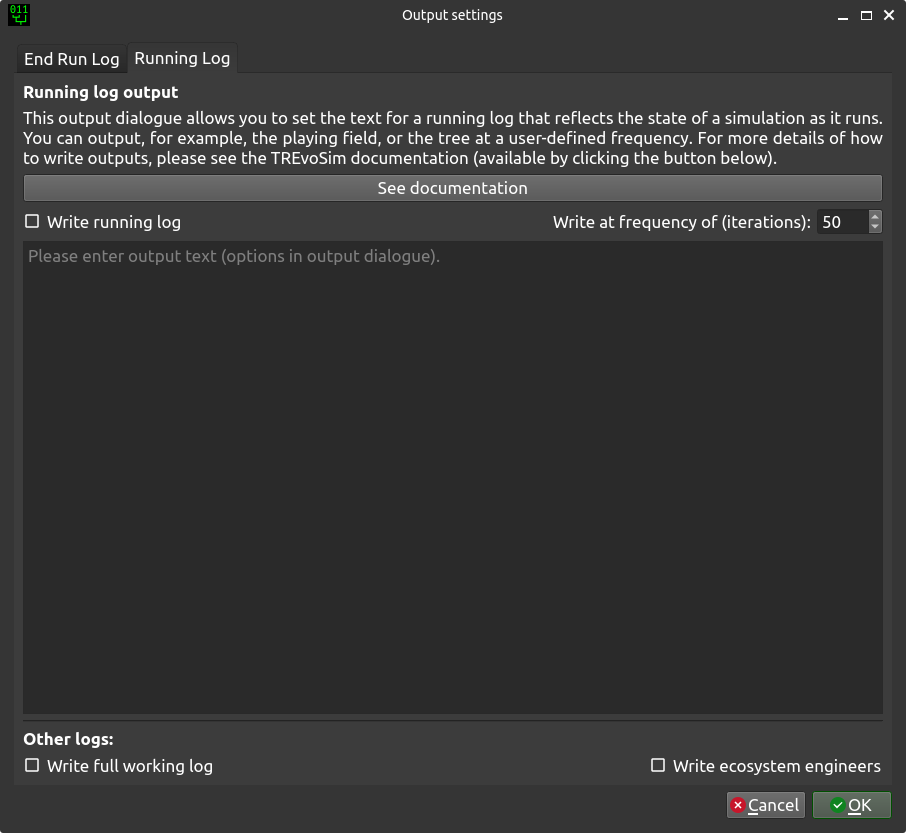 011
Output settings
End Run Log
Running Log
Running log output
This output dialogue allows you to set the text for a running log that reflects the state of a simulation as it runs.
You can output, for example, the playing field, or the tree at a user-defined frequency. For more details of how
to write outputs, please see the TREvoSim documentation (available by clicking the button below).
See documentation
Write running log
Write at frequency of (iterations): 50
Please enter output text (options in output dialogue).
Other logs:
Write full working log
Write ecosystem engineers
Cancel
OK